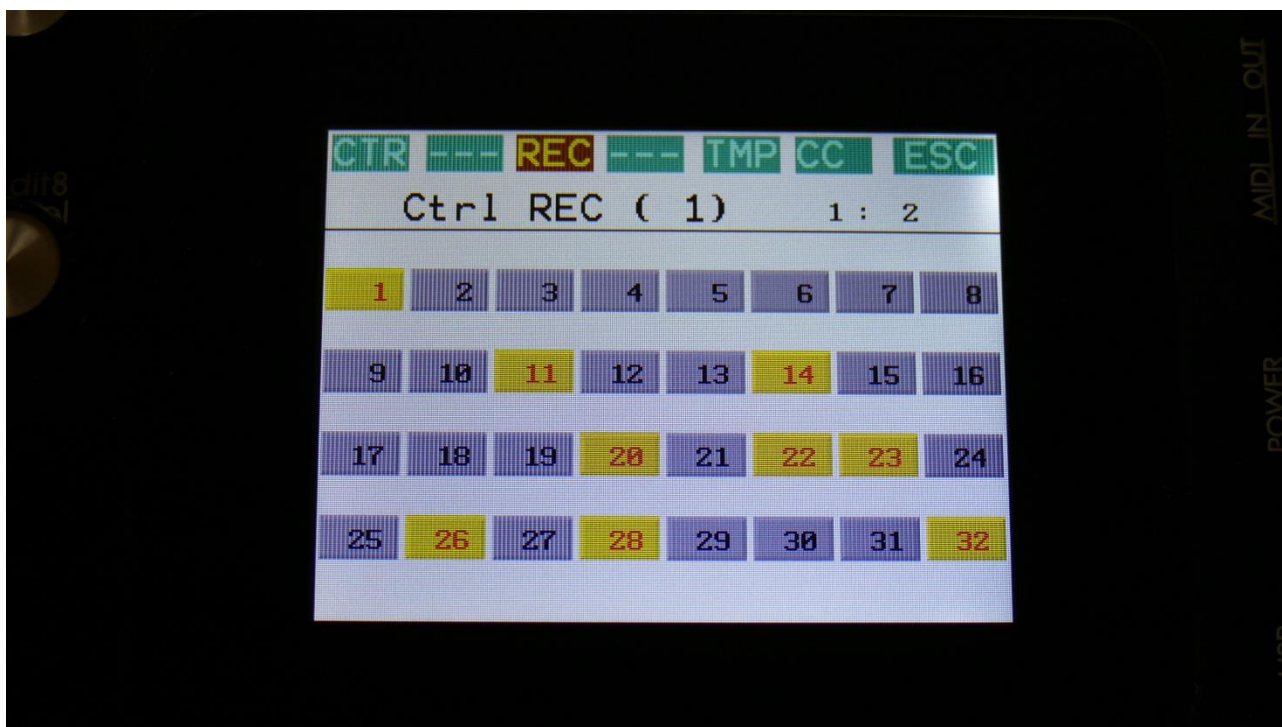 CTR --- REC --- TMP CC ESC
Ctrl REC ( 1) 1: 2
1 2 3 4 5 6 7 8
9 10 11 12 13 14 15 16
17 18 19 20 21 22 23 24
25 26 27 28 29 30 31 32
MIDI IN OUT
POWER